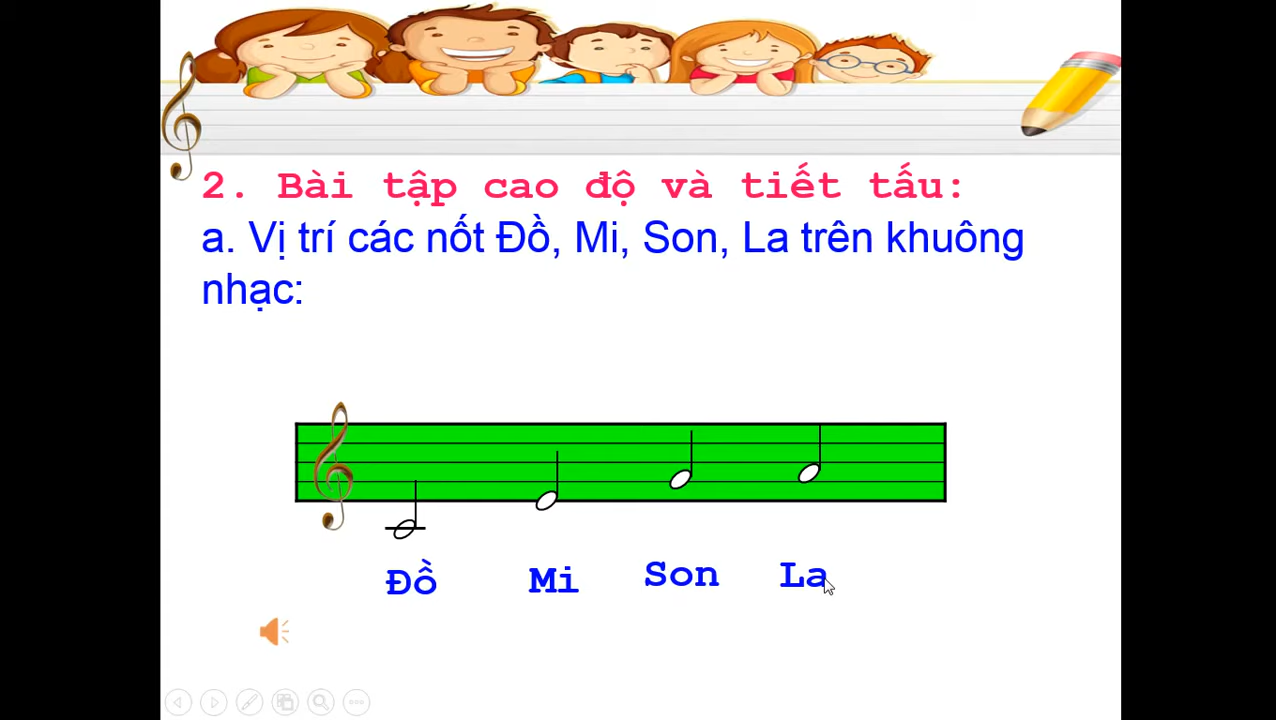 2. Bài tập cao độ và tiết tấu:
a. Vị trí các nốt Đồ, Mi, Son, La trên khuông
nhạc:
Đồ Mi Son La